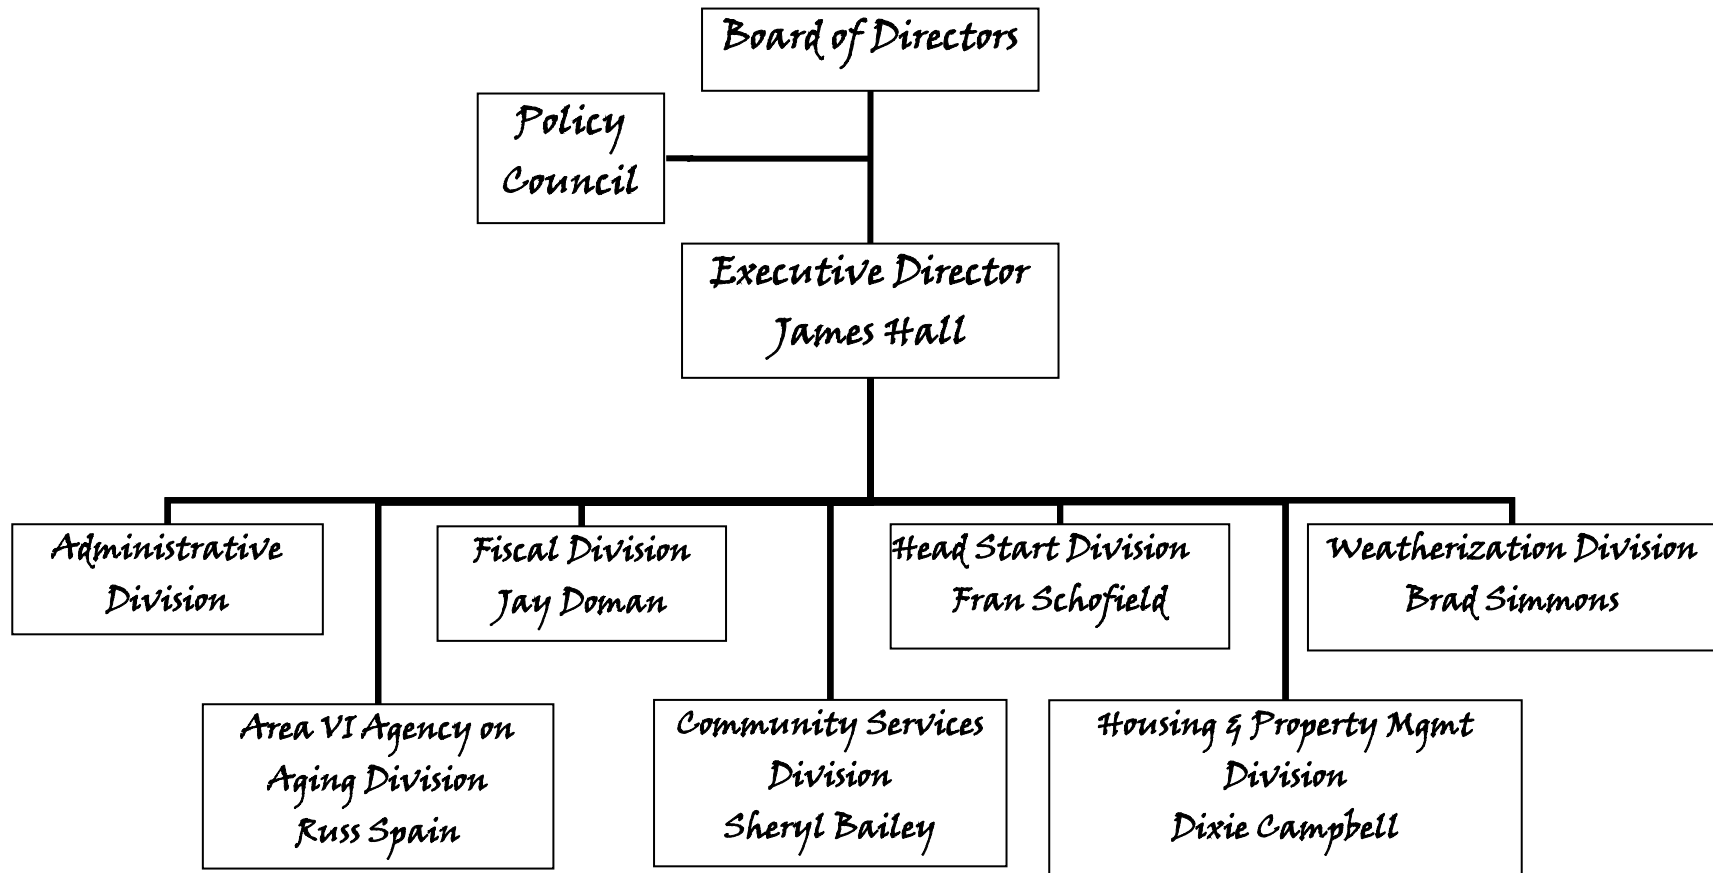 Board of Directors
Policy
Council
Executive Director
James Hall
Administrative
Division
Fiscal Division
Jay Doman
Head Start Division
Fran Schofield
Weatherization Division
Brad Simmons
Area VI Agency on
Aging Division
Russ Spain
Community Services
Division
Sheryl Bailey
Housing & Property Mgmt
Division
Dixie Campbell